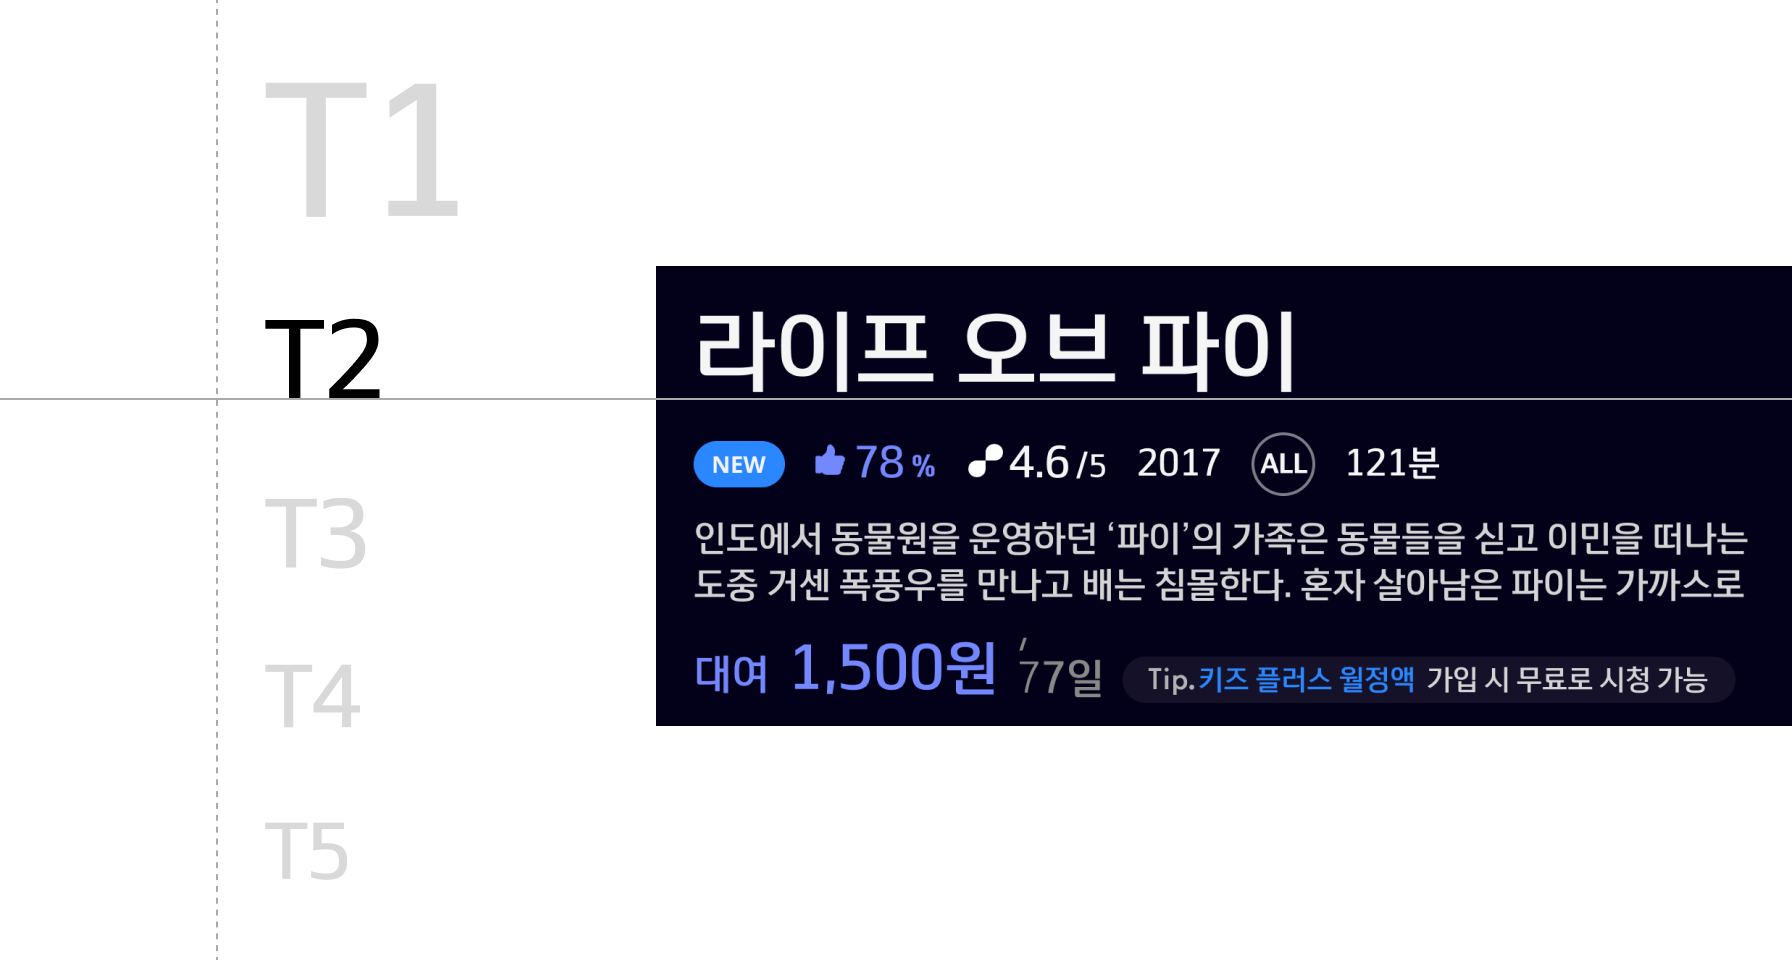 T1
T2
라이프 오브 파이
NEW 78 % 4.6 /5 2017 ALL 121분
인도에서 동물원을 운영하던 ‘파이’의 가족은 동물들을 싣고 이민을 떠나는
도중 거센 폭풍우를 만나고 배는 침몰한다. 혼자 살아남은 파이는 가까스로
대여 1,500원 /77일 Tip.키즈 플러스 월정액 가입 시 무료로 시청 가능
T3
T4
T5